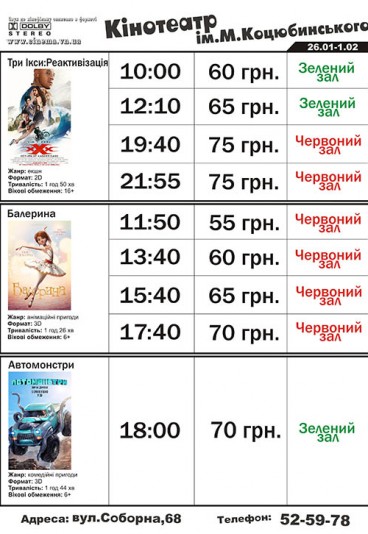 DOLBY
STEREO
www.cinema.vn.ua
Кінотеатр
ім.М.Коцюбинського
26.01-1.02
Три Ікси:Реактивізація
xXx
Жанр: екшн
Формат: 2D
Тривалість: 1 год 50 хв
Вікові обмеження: 16+
10:00 60 грн. Зелений зал
12:10 65 грн. Зелений зал
19:40 75 грн. Червоний зал
21:55 75 грн. Червоний зал
Балерина
Балерина
Жанр: анімаційні пригоди
Формат: 3D
Тривалість: 1 год 26 хв
Вікові обмеження: 6+
11:50 55 грн. Червоний зал
13:40 60 грн. Червоний зал
15:40 65 грн. Червоний зал
17:40 70 грн. Червоний зал
Автомонстри
Автомонстри
Жанр: комедійні пригоди
Формат: 3D
Тривалість: 1 год 44 хв
Вікові обмеження: 6+
18:00 70 грн. Зелений зал
Адреса: вул.Соборна,68 Телефон: 52-59-78